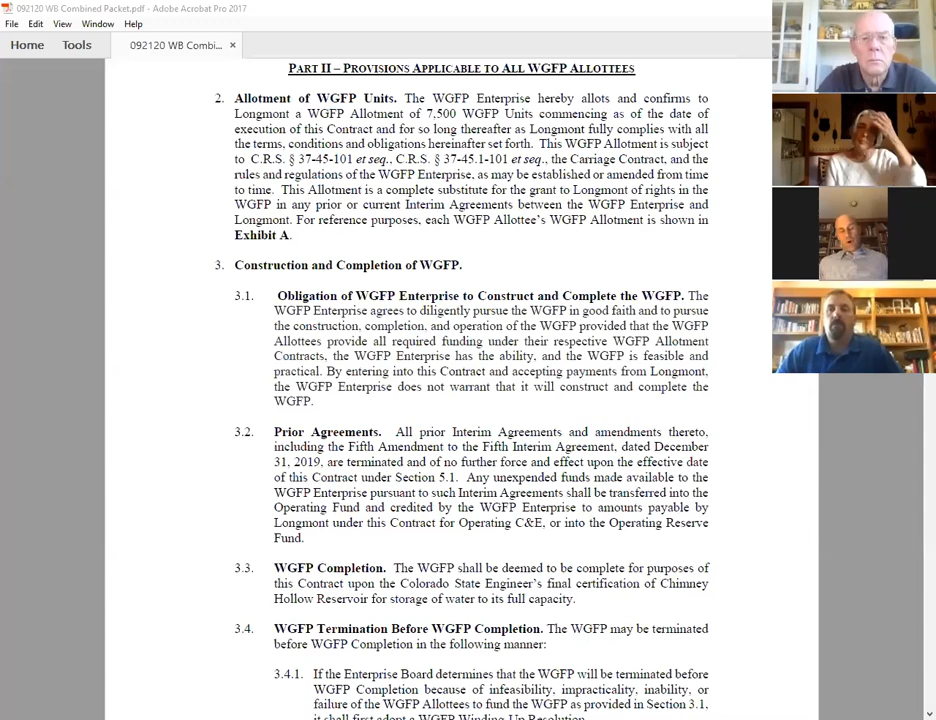 092120 WB Combined Packet.pdf - Adobe Acrobat Pro 2017
File Edit View Window Help
Home Tools 092120 WB Combi... ×
PART II – PROVISIONS APPLICABLE TO ALL WGFP ALLOTTEES
2. Allotment of WGFP Units. The WGFP Enterprise hereby allots and confirms to
Longmont a WGFP Allotment of 7,500 WGFP Units commencing as of the date of
execution of this Contract and for so long thereafter as Longmont fully complies with all
the terms, conditions and obligations hereinafter set forth. This WGFP Allotment is subject
to C.R.S. § 37-45-101 et seq., C.R.S. § 37-45.1-101 et seq., the Carriage Contract, and the
rules and regulations of the WGFP Enterprise, as may be established or amended from time
to time. This Allotment is a complete substitute for the grant to Longmont of rights in the
WGFP in any prior or current Interim Agreements between the WGFP Enterprise and
Longmont. For reference purposes, each WGFP Allottee's WGFP Allotment is shown in
Exhibit A.
3. Construction and Completion of WGFP.
3.1. Obligation of WGFP Enterprise to Construct and Complete the WGFP. The
WGFP Enterprise agrees to diligently pursue the WGFP in good faith and to pursue
the construction, completion, and operation of the WGFP provided that the WGFP
Allottees provide all required funding under their respective WGFP Allotment
Contracts, the WGFP Enterprise has the ability, and the WGFP is feasible and
practical. By entering into this Contract and accepting payments from Longmont,
the WGFP Enterprise does not warrant that it will construct and complete the
WGFP.
3.2. Prior Agreements. All prior Interim Agreements and amendments thereto,
including the Fifth Amendment to the Fifth Interim Agreement, dated December
31, 2019, are terminated and of no further force and effect upon the effective date
of this Contract under Section 5.1. Any unexpended funds made available to the
WGFP Enterprise pursuant to such Interim Agreements shall be transferred into the
Operating Fund and credited by the WGFP Enterprise to amounts payable by
Longmont under this Contract for Operating C&E, or into the Operating Reserve
Fund.
3.3. WGFP Completion. The WGFP shall be deemed to be complete for purposes of
this Contract upon the Colorado State Engineer's final certification of Chimney
Hollow Reservoir for storage of water to its full capacity.
3.4. WGFP Termination Before WGFP Completion. The WGFP may be terminated
before WGFP Completion in the following manner:
3.4.1. If the Enterprise Board determines that the WGFP will be terminated before
WGFP Completion because of infeasibility, impracticality, inability, or
failure of the WGFP Allottees to fund the WGFP as provided in Section 3.1,
it shall first adopt a WGFP Winding-Up Resolution